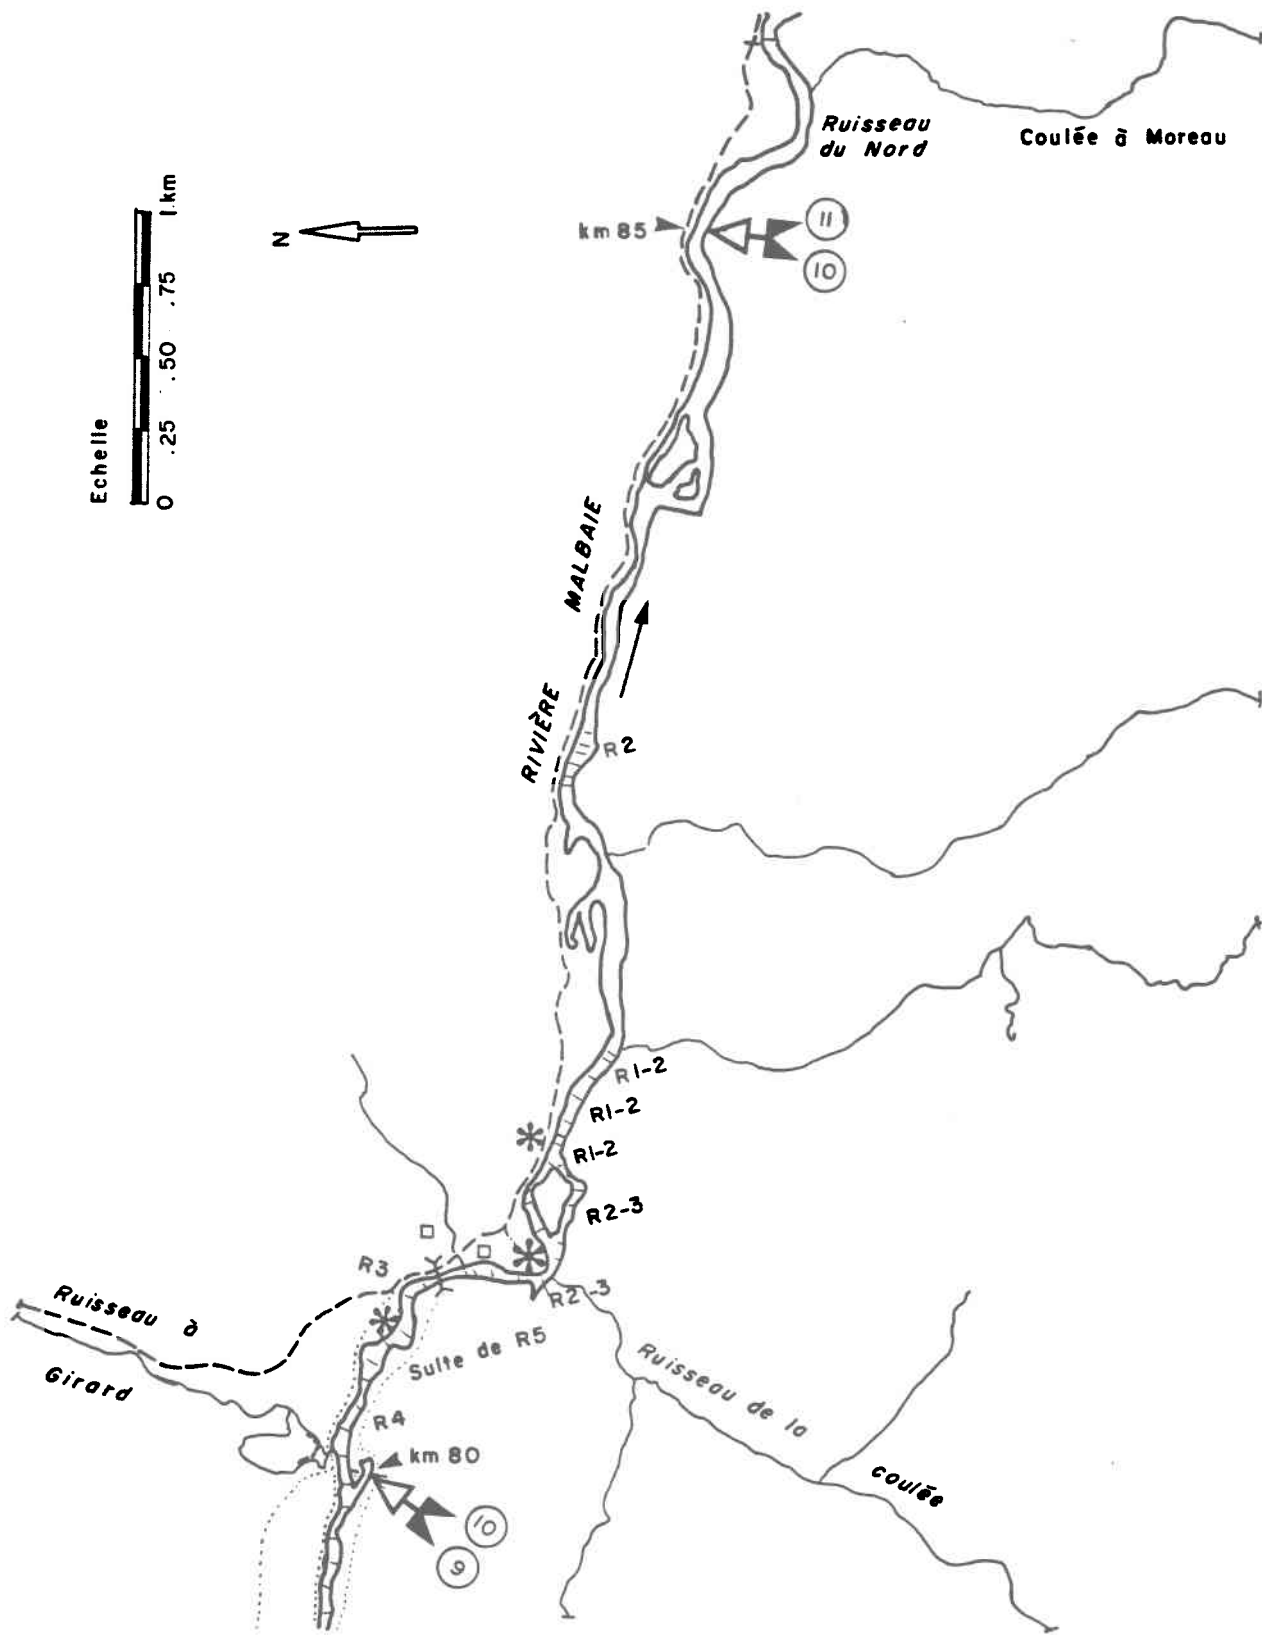 Ruisseau
du Nord
Coulée à Moreau
Echelle
0 .25 .50 .75 1.km
N
km 85
11
10
RIVIÈRE MALBAIE
R2
R1-2
R1-2
R1-2
R2-3
R3
R2-3
Ruisseau à
Girard
Suite de R5
R4
km 80
10
9
Ruisseau de la
coulée